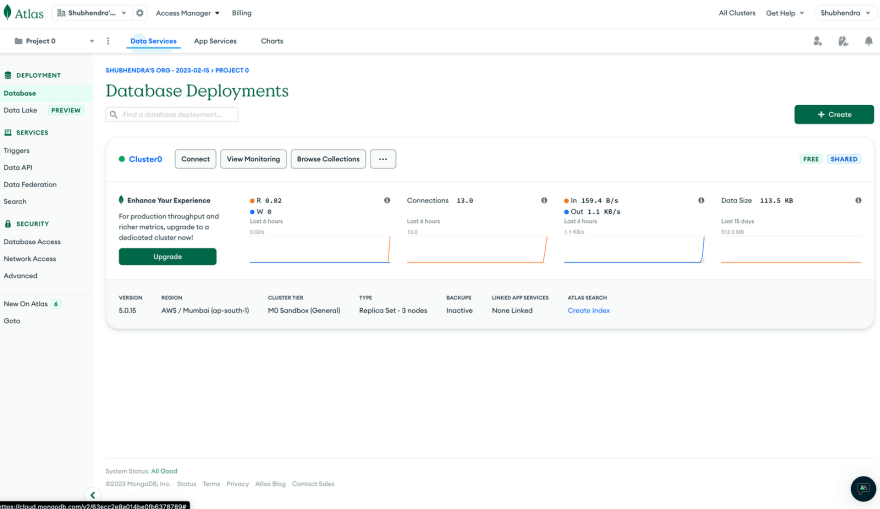 Atlas
Shubhendra'...
Access Manager
Billing
All Clusters
Get Help
Shubhendra
Project 0
Data Services
App Services
Charts
DEPLOYMENT
Database
Data Lake PREVIEW
SERVICES
Triggers
Data API
Data Federation
Search
SECURITY
Database Access
Network Access
Advanced
New On Atlas 6
Goto
SHUBHENDRA'S ORG - 2023-02-15 > PROJECT 0
Database Deployments
Find a database deployment...
+ Create
Cluster0
Connect
View Monitoring
Browse Collections
...
FREE
SHARED
Enhance Your Experience
For production throughput and
richer metrics, upgrade to a
dedicated cluster now!
Upgrade
R 0.02
W 0
Last 6 hours
0.02/s
Connections 13.0
Last 6 hours
13.0
In 159.4 B/s
Out 1.1 KB/s
Last 6 hours
1.1 KB/s
Data Size 113.5 KB
Last 15 days
512.0 MB
VERSION
5.0.15
REGION
AWS / Mumbai (ap-south-1)
CLUSTER TIER
M0 Sandbox (General)
TYPE
Replica Set - 3 nodes
BACKUPS
Inactive
LINKED APP SERVICES
None Linked
ATLAS SEARCH
Create Index
System Status: All Good
©2023 MongoDB, Inc. Status Terms Privacy Atlas Blog Contact Sales